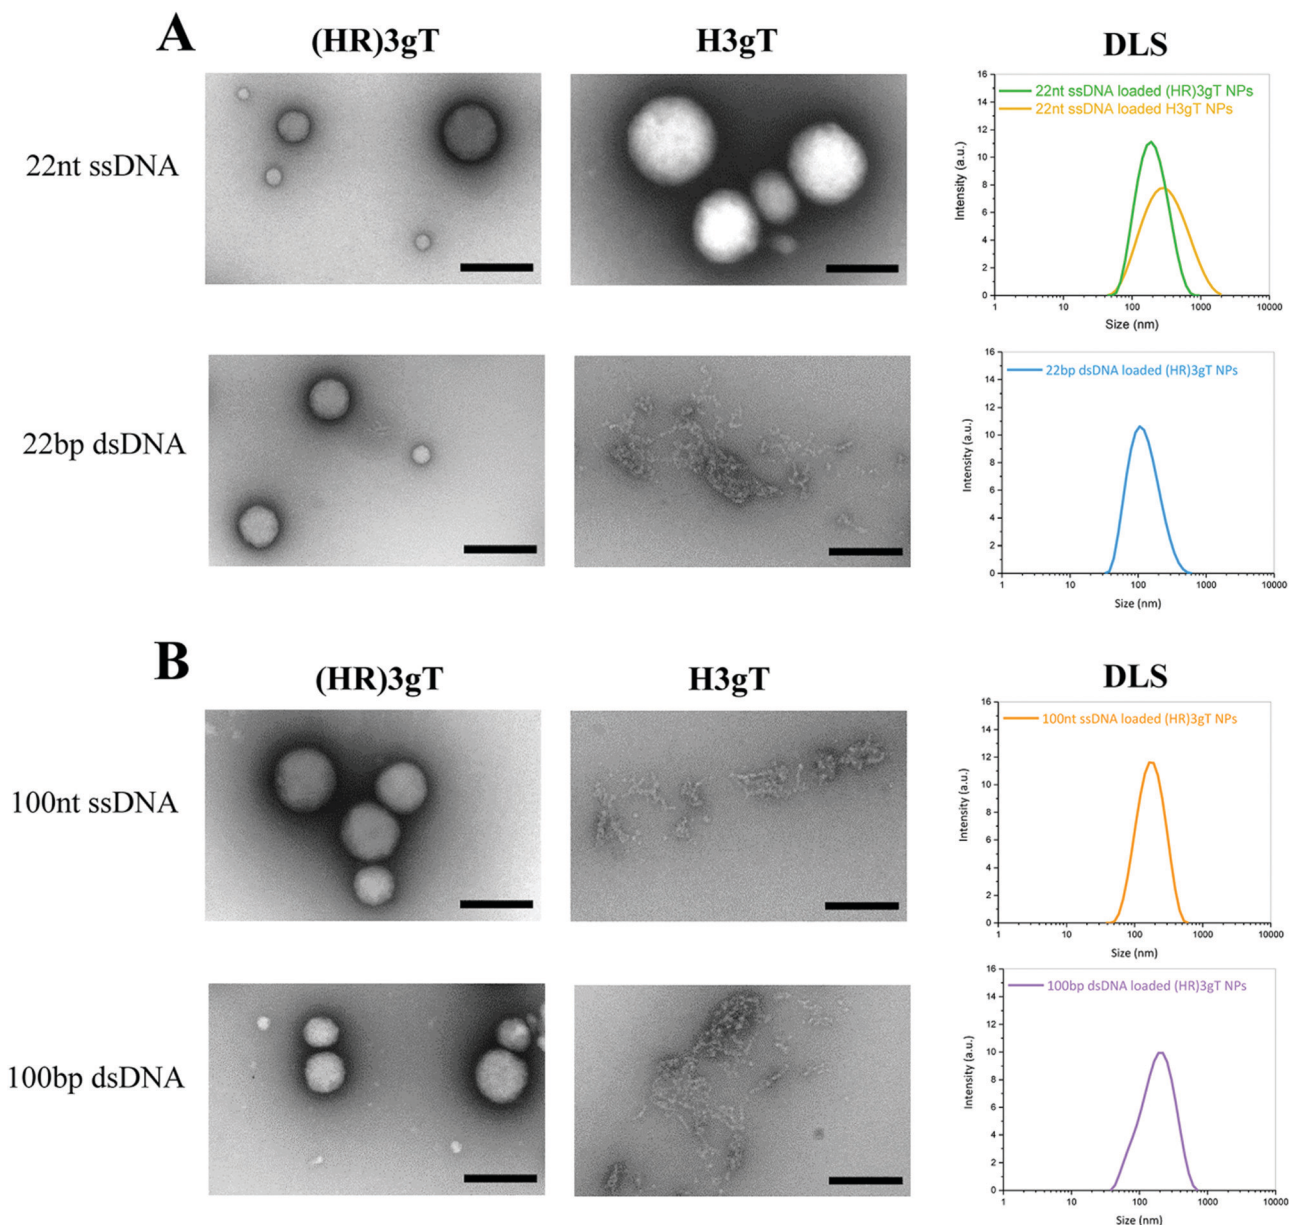 A
(HR)3gT
H3gT
DLS
22nt ssDNA
16
14
12
10
8
6
4
2
0
Intensity (a.u.)
22nt ssDNA loaded (HR)3gT NPs
22nt ssDNA loaded H3gT NPs
1
10
100
1000
10000
Size (nm)
22bp dsDNA
16
14
12
10
8
6
4
2
0
Intensity (a.u.)
22bp dsDNA loaded (HR)3gT NPs
1
10
100
1000
10000
Size (nm)
B
(HR)3gT
H3gT
DLS
100nt ssDNA
16
14
12
10
8
6
4
2
0
Intensity (a.u.)
100nt ssDNA loaded (HR)3gT NPs
1
10
100
1000
10000
Size (nm)
100bp dsDNA
16
14
12
10
8
6
4
2
0
Intensity (a.u.)
100bp dsDNA loaded (HR)3gT NPs
1
10
100
1000
10000
Size (nm)